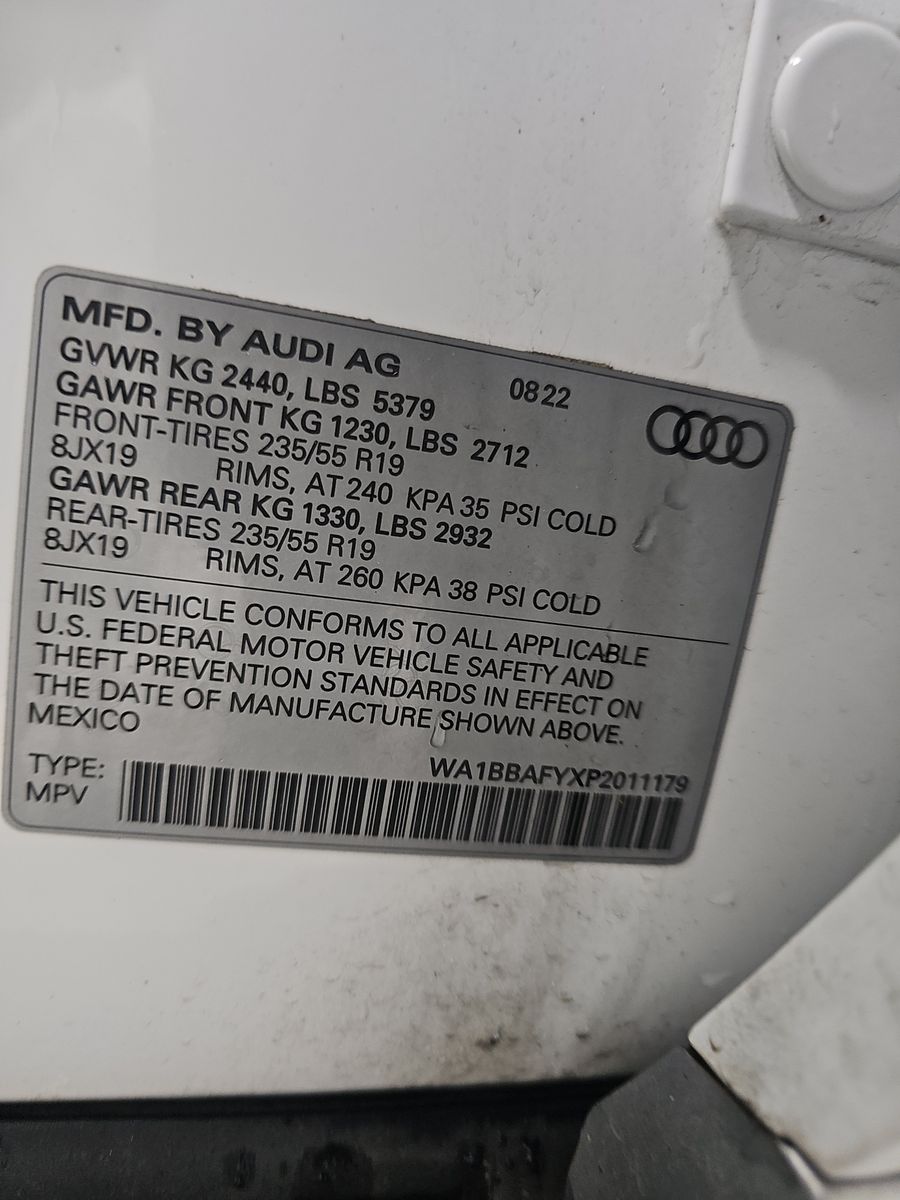 MFD. BY AUDI AG 08 22
GVWR KG 2440, LBS 5379
GAWR FRONT KG 1230, LBS 2712
FRONT-TIRES 235/55 R19
8JX19 RIMS, AT 240 KPA 35 PSI COLD
GAWR REAR KG 1330, LBS 2932
REAR-TIRES 235/55 R19
8JX19 RIMS, AT 260 KPA 38 PSI COLD
THIS VEHICLE CONFORMS TO ALL APPLICABLE
U.S. FEDERAL MOTOR VEHICLE SAFETY AND
THEFT PREVENTION STANDARDS IN EFFECT ON
THE DATE OF MANUFACTURE SHOWN ABOVE.
MEXICO
WA1BBAFYXP2011179
TYPE:
MPV